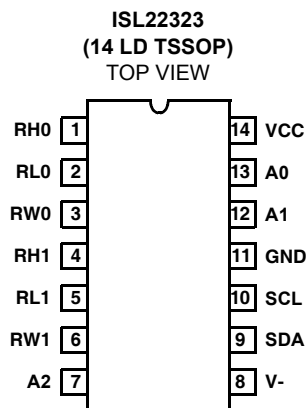 ISL22323
(14 LD TSSOP)
TOP VIEW
RH0 1 14 VCC
RL0 2 13 A0
RW0 3 12 A1
RH1 4 11 GND
RL1 5 10 SCL
RW1 6 9 SDA
A2 7 8 V-